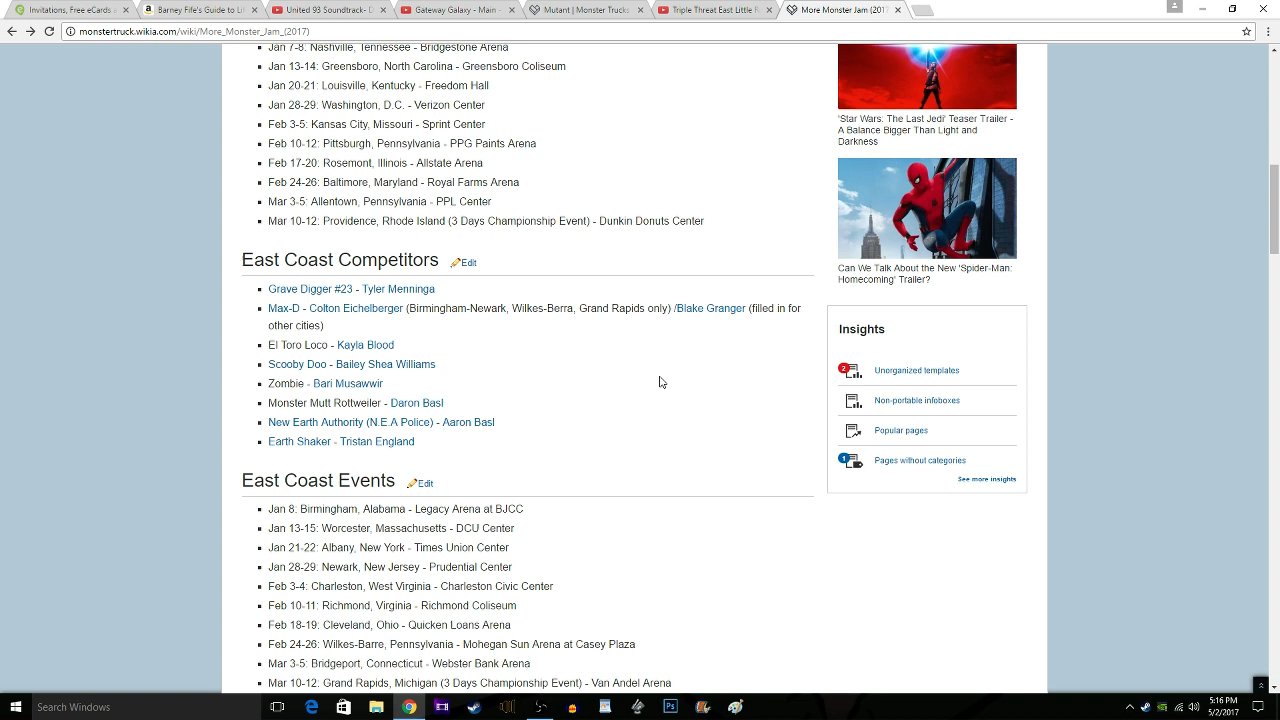 Invitations, Free eCards
Barney Fife's Guide to Li
United 93 Soundtrack- D
Gateway Galaxy - Main -
Mutant | Monster Trucks
Triple Threat East Little R
More Monster Jam (2017
monstertruck.wikia.com/wiki/More_Monster_Jam_(2017)
Jan 7-8: Nashville, Tennessee - Bridgestone Arena
Jan 13-14: Greensboro, North Carolina - Greensboro Coliseum
Jan 20-21: Louisville, Kentucky - Freedom Hall
Jan 28-29: Washington, D.C. - Verizon Center
Feb 3-5: Kansas City, Missouri - Sprint Center
Feb 10-12: Pittsburgh, Pennsylvania - PPG Paints Arena
Feb 17-20: Rosemont, Illinois - Allstate Arena
Feb 24-26: Baltimore, Maryland - Royal Farms Arena
Mar 3-5: Allentown, Pennsylvania - PPL Center
Mar 10-12: Providence, Rhode Island (3 Days Championship Event) - Dunkin Donuts Center
East Coast Competitors Edit
Grave Digger #23 - Tyler Menninga
Max-D - Colton Eichelberger (Birmingham-Newark, Wilkes-Berra, Grand Rapids only) /Blake Granger (filled in for
other cities)
El Toro Loco - Kayla Blood
Scooby Doo - Bailey Shea Williams
Zombie - Bari Musawwir
Monster Mutt Rottweiler - Daron Basl
New Earth Authority (N.E.A Police) - Aaron Basl
Earth Shaker - Tristan England
East Coast Events Edit
Jan 8: Birmingham, Alabama - Legacy Arena at BJCC
Jan 13-15: Worcester, Massachusetts - DCU Center
Jan 21-22: Albany, New York - Times Union Center
Jan 28-29: Newark, New Jersey - Prudential Center
Feb 3-4: Charleston, West Virginia - Charleston Civic Center
Feb 10-11: Richmond, Virginia - Richmond Coliseum
Feb 18-19: Cleveland, Ohio - Quicken Loans Arena
Feb 24-26: Wilkes-Barre, Pennsylvania - Mohegan Sun Arena at Casey Plaza
Mar 3-5: Bridgeport, Connecticut - Webster Bank Arena
Mar 10-12: Grand Rapids, Michigan (3 Days Championship Event) - Van Andel Arena
'Star Wars: The Last Jedi' Teaser Trailer -
A Balance Bigger Than Light and
Darkness
Can We Talk About the New 'Spider-Man:
Homecoming' Trailer?
Insights
2 Unorganized templates
Non-portable infoboxes
Popular pages
1 Pages without categories
See more insights
Search Windows
Ps
5:16 PM
5/2/2017